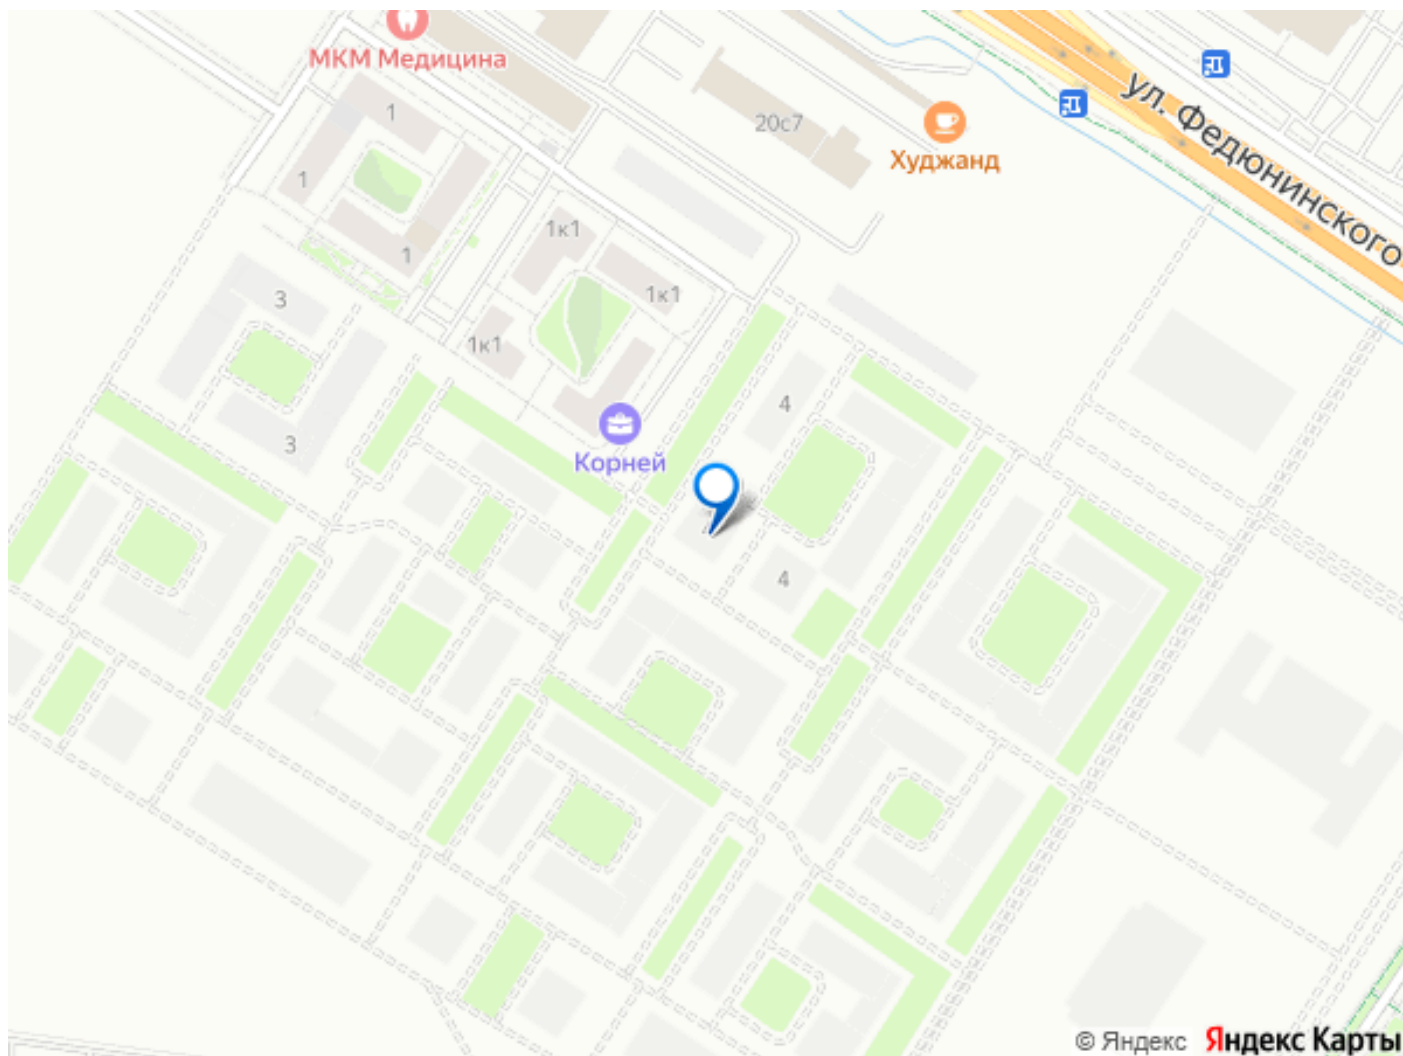 МКМ Медицина
1
20с7
ул. Федюнинского
Худжанд
1
1
1к1
1к1
3
1к1
4
3
Корней
4
© Яндекс Яндекс Карты